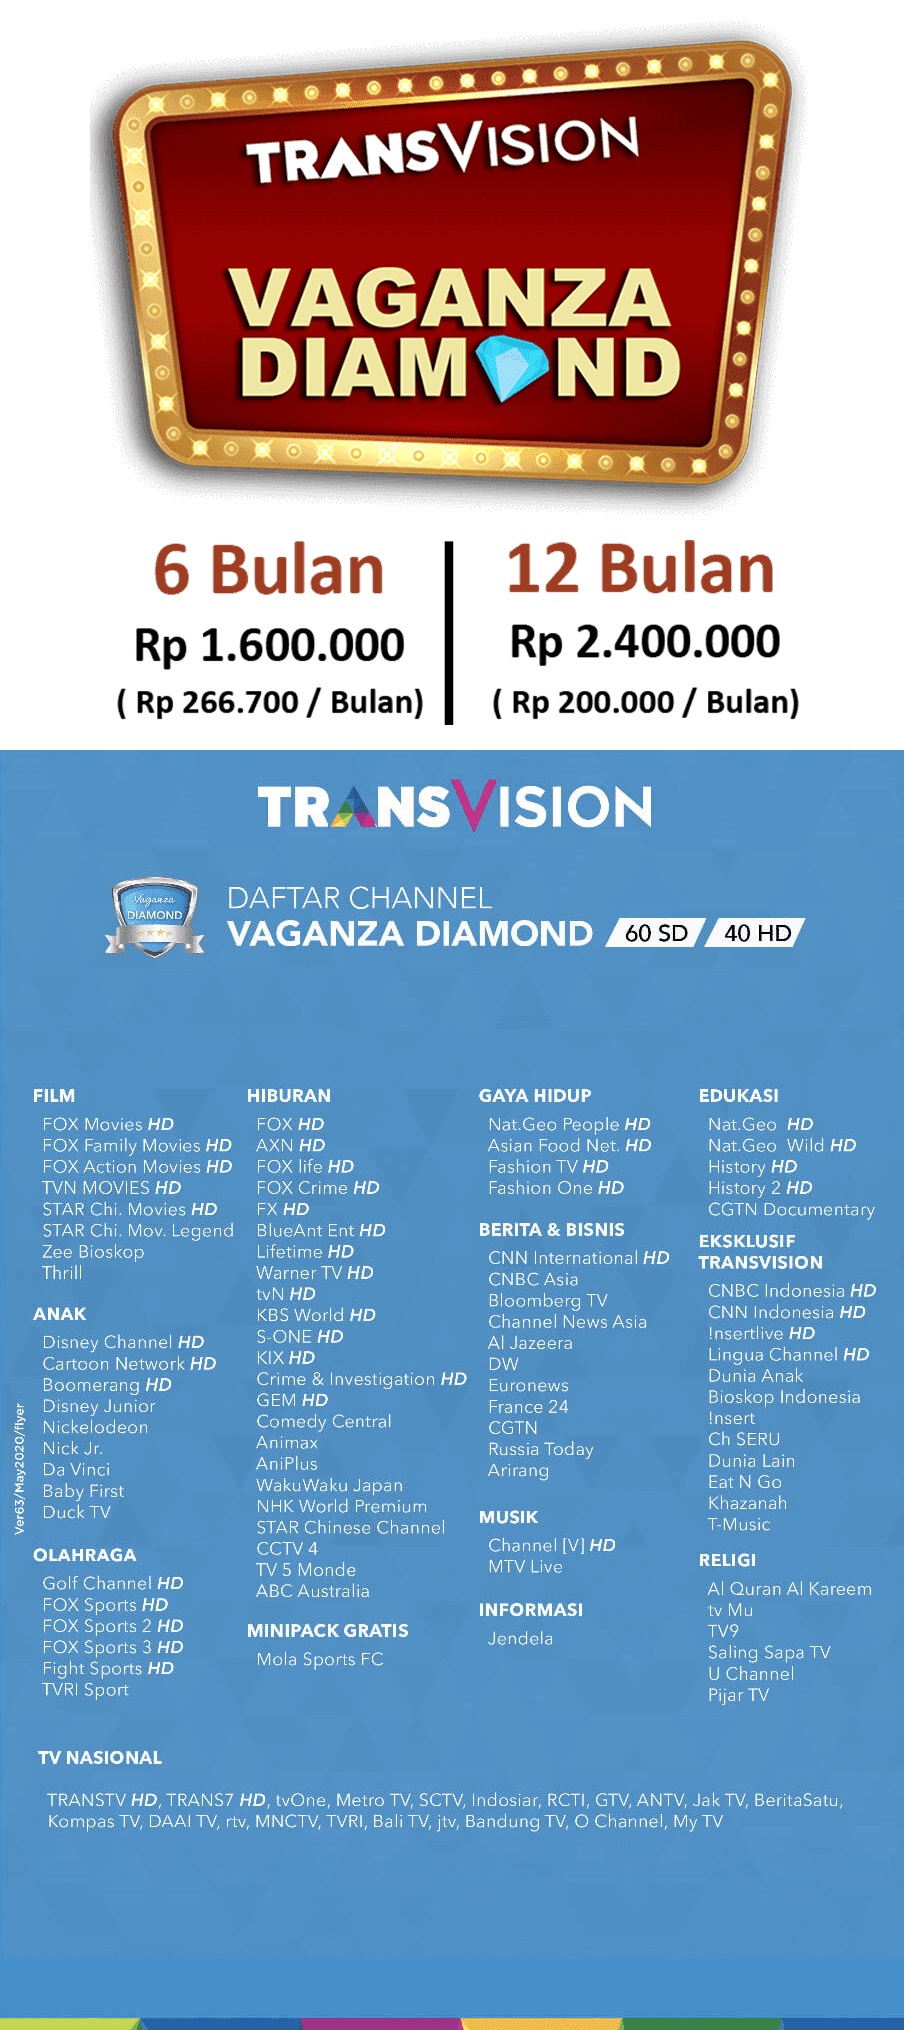 TRANSVISION
VAGANZA
DIAMOND
6 Bulan
Rp 1.600.000
( Rp 266.700 / Bulan)
12 Bulan
Rp 2.400.000
( Rp 200.000 / Bulan)
TRANSVISION
Vaganza
DIAMOND
DAFTAR CHANNEL
VAGANZA DIAMOND 60 SD 40 HD
FILM
FOX Movies HD
FOX Family Movies HD
FOX Action Movies HD
TVN MOVIES HD
STAR Chi. Movies HD
STAR Chi. Mov. Legend
Zee Bioskop
Thrill
ANAK
Disney Channel HD
Cartoon Network HD
Boomerang HD
Disney Junior
Nickelodeon
Nick Jr.
Da Vinci
Baby First
Duck TV
OLAHRAGA
Golf Channel HD
FOX Sports HD
FOX Sports 2 HD
FOX Sports 3 HD
Fight Sports HD
TVRI Sport
HIBURAN
FOX HD
AXN HD
FOX life HD
FOX Crime HD
FX HD
BlueAnt Ent HD
Lifetime HD
Warner TV HD
tvN HD
KBS World HD
S-ONE HD
KIX HD
Crime & Investigation HD
GEM HD
Comedy Central
Animax
AniPlus
WakuWaku Japan
NHK World Premium
STAR Chinese Channel
CCTV 4
TV 5 Monde
ABC Australia
MINIPACK GRATIS
Mola Sports FC
GAYA HIDUP
Nat.Geo People HD
Asian Food Net. HD
Fashion TV HD
Fashion One HD
BERITA & BISNIS
CNN International HD
CNBC Asia
Bloomberg TV
Channel News Asia
Al Jazeera
DW
Euronews
France 24
CGTN
Russia Today
Arirang
MUSIK
Channel [V] HD
MTV Live
INFORMASI
Jendela
EDUKASI
Nat.Geo HD
Nat.Geo Wild HD
History HD
History 2 HD
CGTN Documentary
EKSKLUSIF
TRANSVISION
CNBC Indonesia HD
CNN Indonesia HD
!nsertlive HD
Lingua Channel HD
Dunia Anak
Bioskop Indonesia
!nsert
Ch SERU
Dunia Lain
Eat N Go
Khazanah
T-Music
RELIGI
Al Quran Al Kareem
tv Mu
TV9
Saling Sapa TV
U Channel
Pijar TV
Ver63/May2020/flyer
TV NASIONAL
TRANSTV HD, TRANS7 HD, tvOne, Metro TV, SCTV, Indosiar, RCTI, GTV, ANTV, Jak TV, BeritaSatu,
Kompas TV, DAAI TV, rtv, MNCTV, TVRI, Bali TV, jtv, Bandung TV, O Channel, My TV